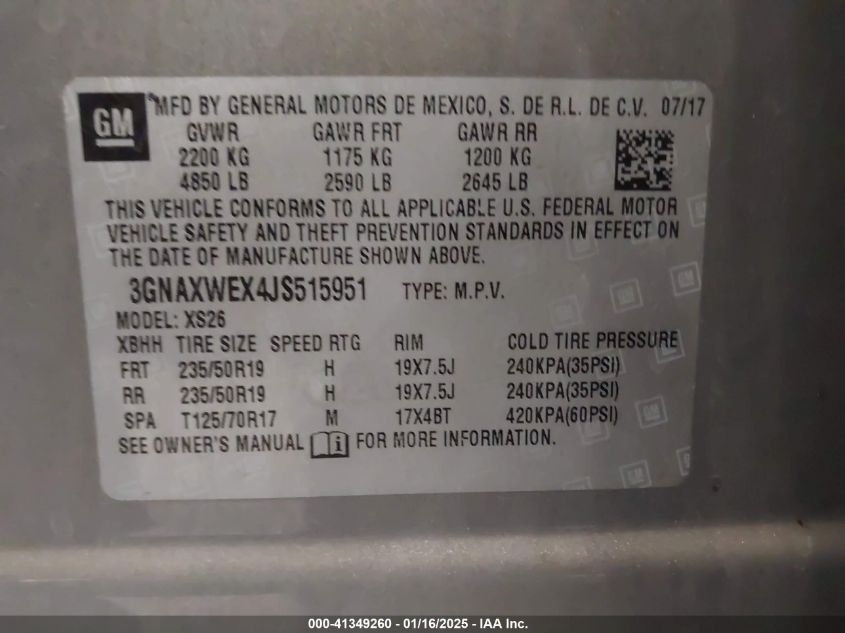 GM
MFD BY GENERAL MOTORS DE MEXICO, S. DE R.L. DE C.V. 07/17
GVWR GAWR FRT GAWR RR
2200 KG 1175 KG 1200 KG
4850 LB 2590 LB 2645 LB
THIS VEHICLE CONFORMS TO ALL APPLICABLE U.S. FEDERAL MOTOR
VEHICLE SAFETY AND THEFT PREVENTION STANDARDS IN EFFECT ON
THE DATE OF MANUFACTURE SHOWN ABOVE.
3GNAXWEX4JS515951 TYPE: M.P.V.
MODEL: XS26
XBHH TIRE SIZE SPEED RTG RIM COLD TIRE PRESSURE
FRT 235/50R19 H 19X7.5J 240KPA(35PSI)
RR 235/50R19 H 19X7.5J 240KPA(35PSI)
SPA T125/70R17 M 17X4BT 420KPA(60PSI)
SEE OWNER'S MANUAL FOR MORE INFORMATION.
000-41349260 - 01/16/2025 - IAA Inc.